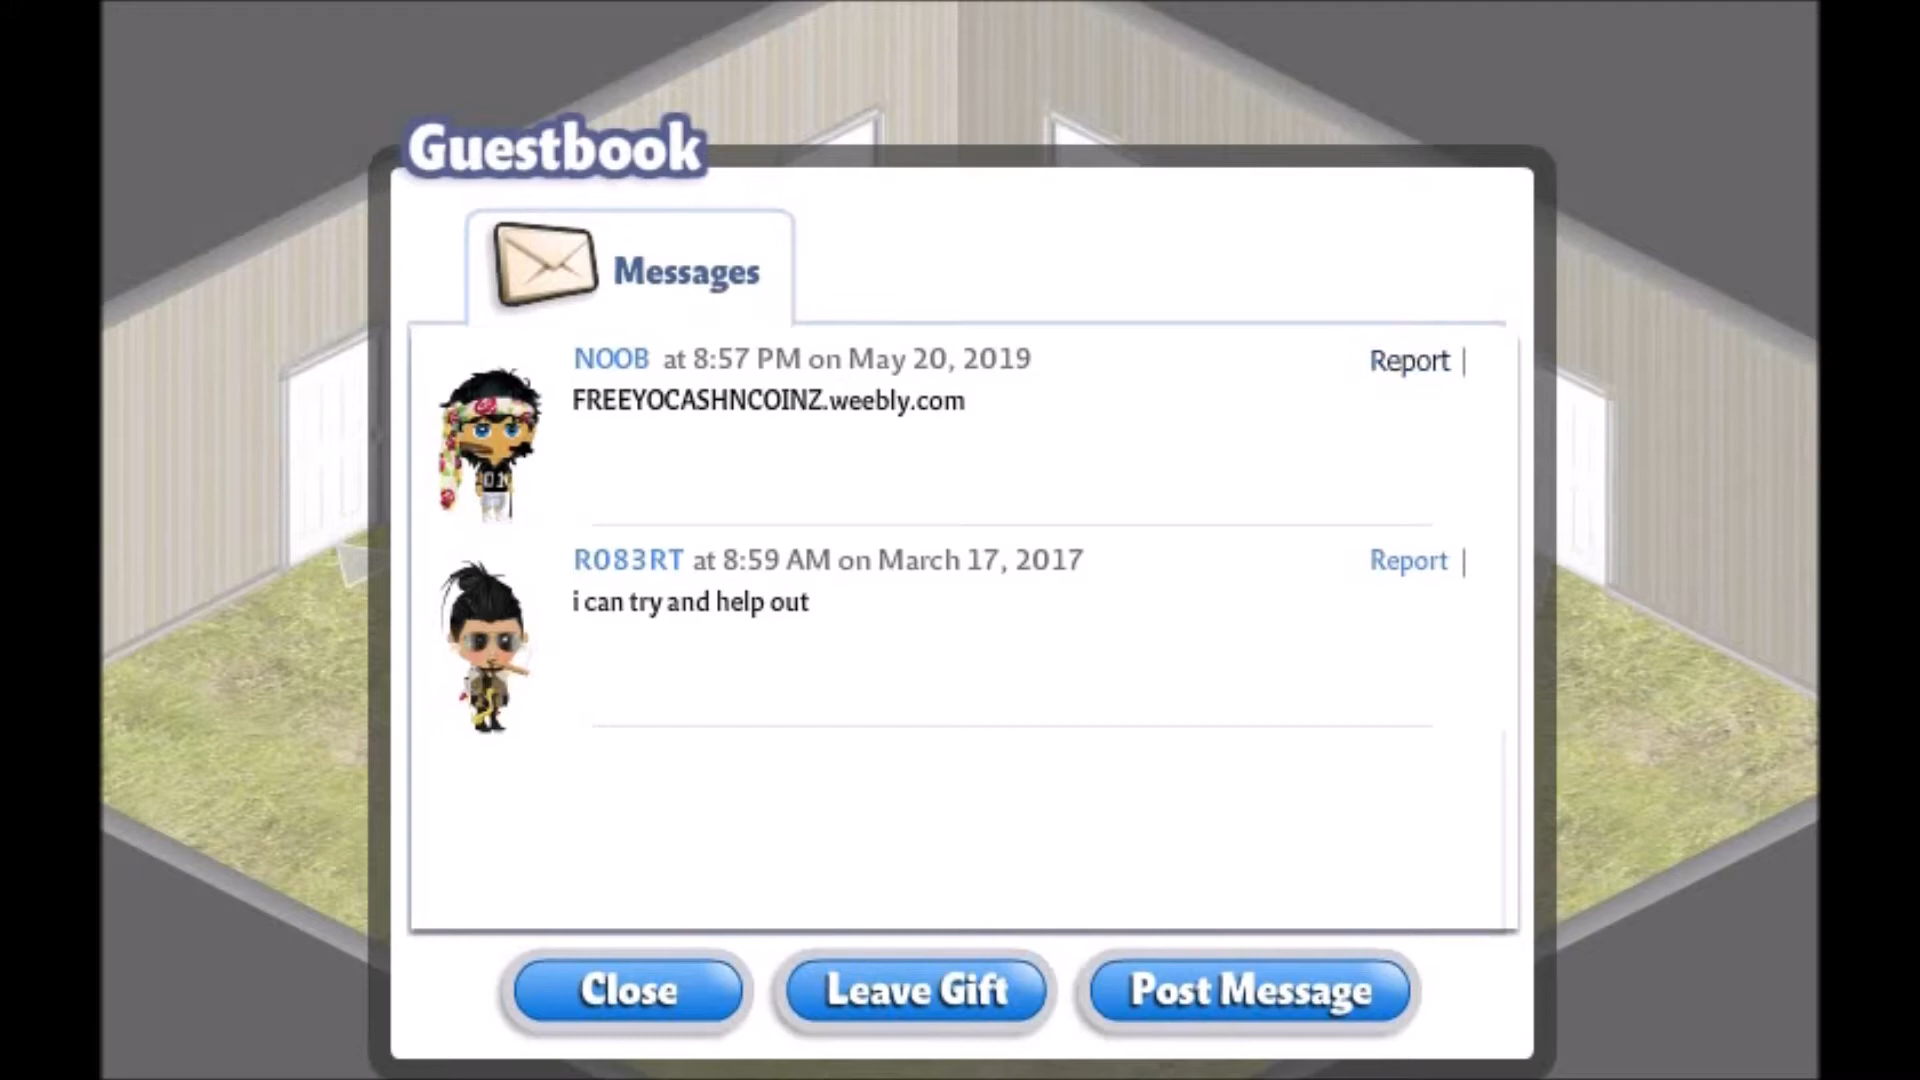 Guestbook
Messages
NOOB at 8:57 PM on May 20, 2019
Report |
FREEYOCASHNCOINZ.weebly.com
01
R083RT at 8:59 AM on March 17, 2017
Report |
i can try and help out
Close
Leave Gift
Post Message